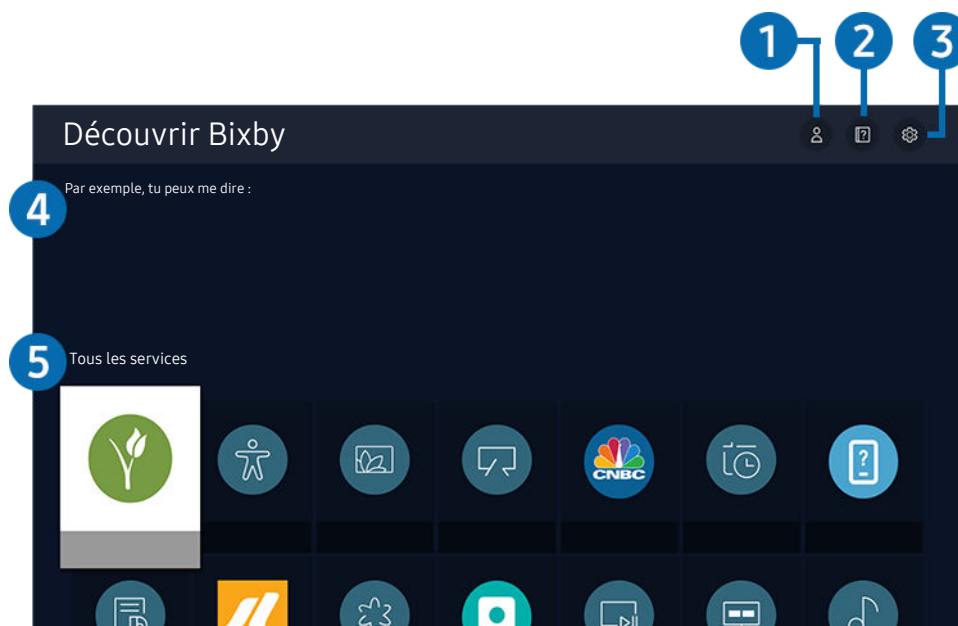 1
2
3
Découvrir Bixby
?
4
Par exemple, tu peux me dire :
5
Tous les services
CNBC
?